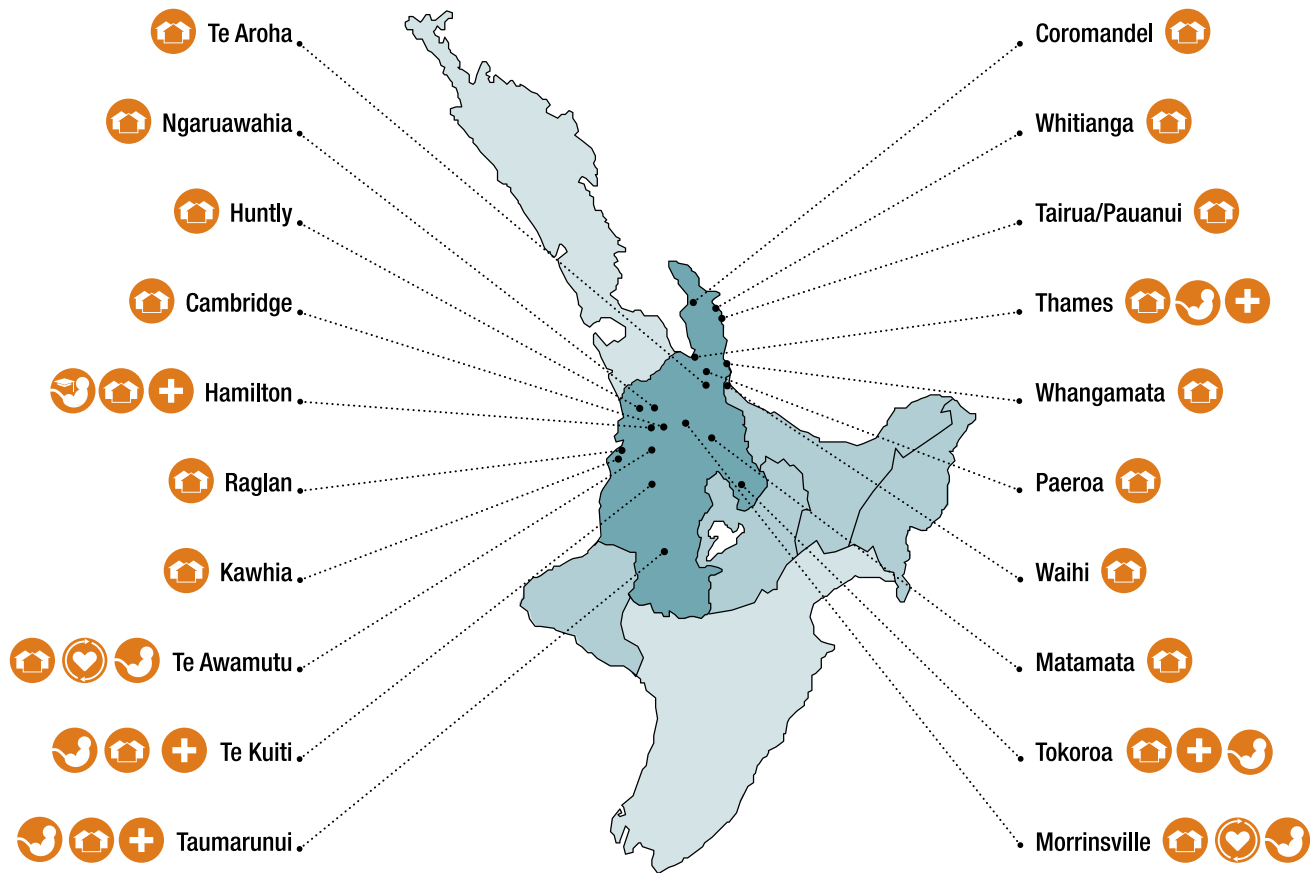 Te Aroha
Ngaruawahia
Huntly
Cambridge
Hamilton
Raglan
Kawhia
Te Awamutu
Te Kuiti
Taumarunui
Coromandel
Whitianga
Tairua/Pauanui
Thames
Whangamata
Paeroa
Waihi
Matamata
Tokoroa
Morrinsville